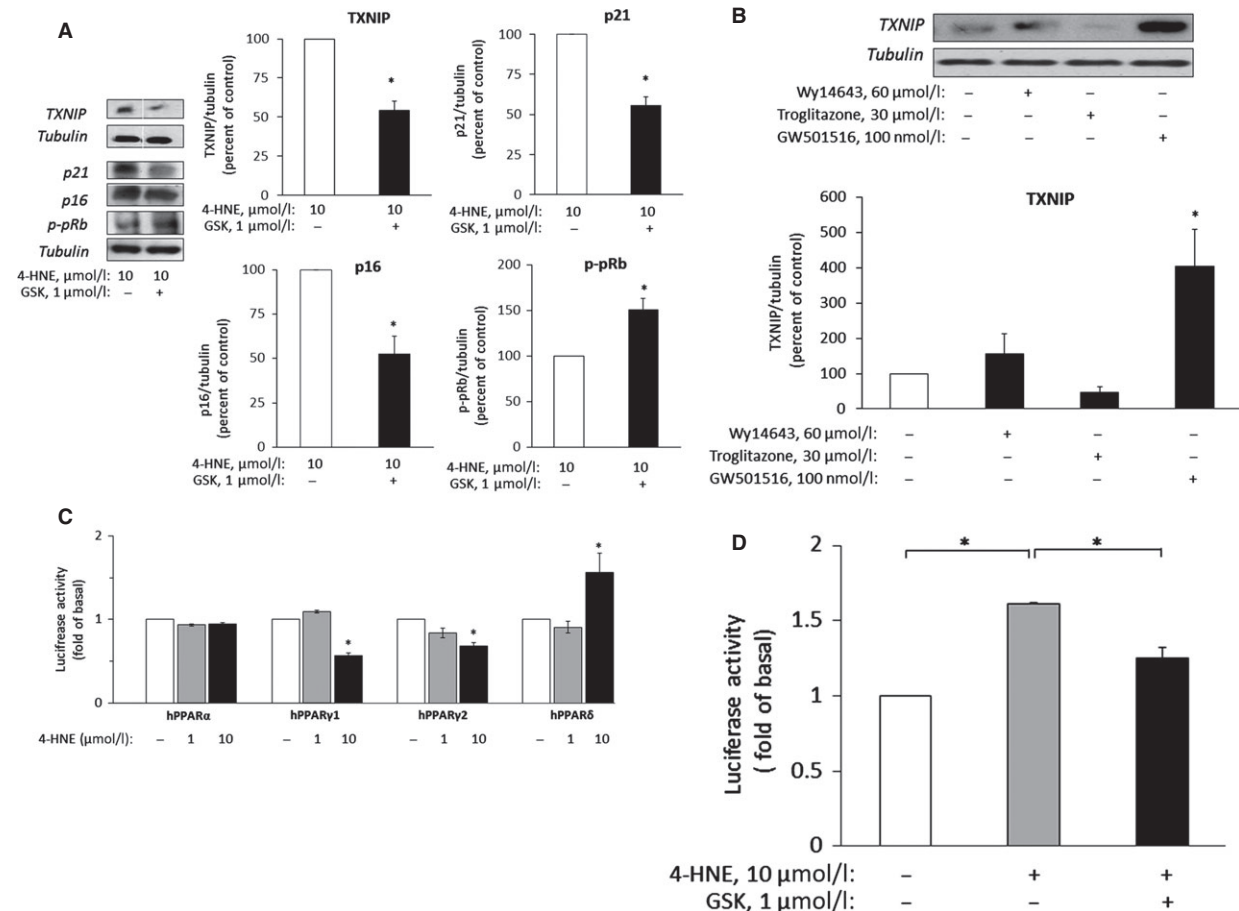 A
TXNIP
Tubulin
p21
p16
p-pRb
Tubulin
4-HNE, µmol/l: 10 10
GSK, 1 µmol/l: – +
TXNIP
TXNIP/tubulin
(percent of control)
100
75
50
25
0
4-HNE, µmol/l: 10 10
GSK, 1 µmol/l: – +
*
p21
p21/tubulin
(percent of control)
100
75
50
25
0
*
4-HNE, µmol/l: 10 10
GSK, 1 µmol/l: – +
p16
p16/tubulin
(percent of control)
100
75
50
25
0
*
4-HNE, µmol/l: 10 10
GSK, 1 µmol/l: – +
p-pRb
p-pRb/tubulin
(percent of control)
200
150
100
50
0
*
4-HNE, µmol/l: 10 10
GSK, 1 µmol/l: – +
B
TXNIP
Tubulin
Wy14643, 60 µmol/l: – + – –
Troglitazone, 30 µmol/l: – – + –
GW501516, 100 nmol/l: – – – +
TXNIP
TXNIP/tubulin
(percent of control)
600
500
400
300
200
100
0
*
Wy14643, 60 µmol/l: – + – –
Troglitazone, 30 µmol/l: – – + –
GW501516, 100 nmol/l: – – – +
C
Lucifrease activity
(fold of basal)
2
1
0
* * *
hPPARα hPPARγ1 hPPARγ2 hPPARδ
4-HNE (µmol/l): – 1 10 – 1 10 – 1 10 – 1 10
D
Luciferase activity
( fold of basal)
2
1.5
1
0.5
0
* *
4-HNE, 10 µmol/l: – + +
GSK, 1 µmol/l: – – +